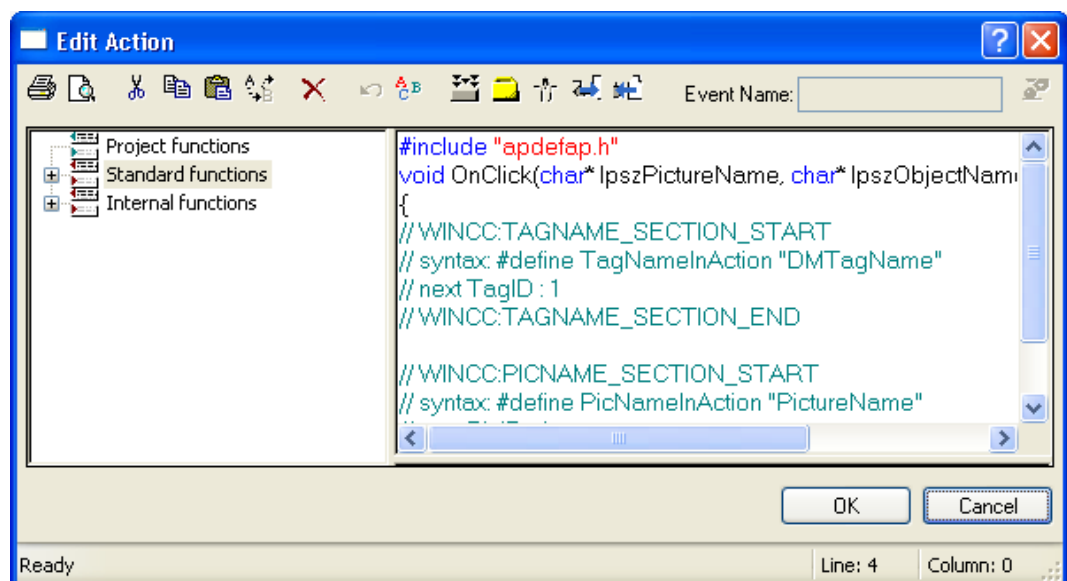 Edit Action
Event Name:
Project functions
Standard functions
Internal functions
#include "apdefap.h"
void OnClick(char* lpszPictureName, char* lpszObjectNam
{
// WINCC:TAGNAME_SECTION_START
// syntax: #define TagNameInAction "DMTagName"
// next TagID : 1
// WINCC:TAGNAME_SECTION_END
// WINCC:PICNAME_SECTION_START
// syntax: #define PicNameInAction "PictureName"
OK
Cancel
Ready
Line: 4
Column: 0